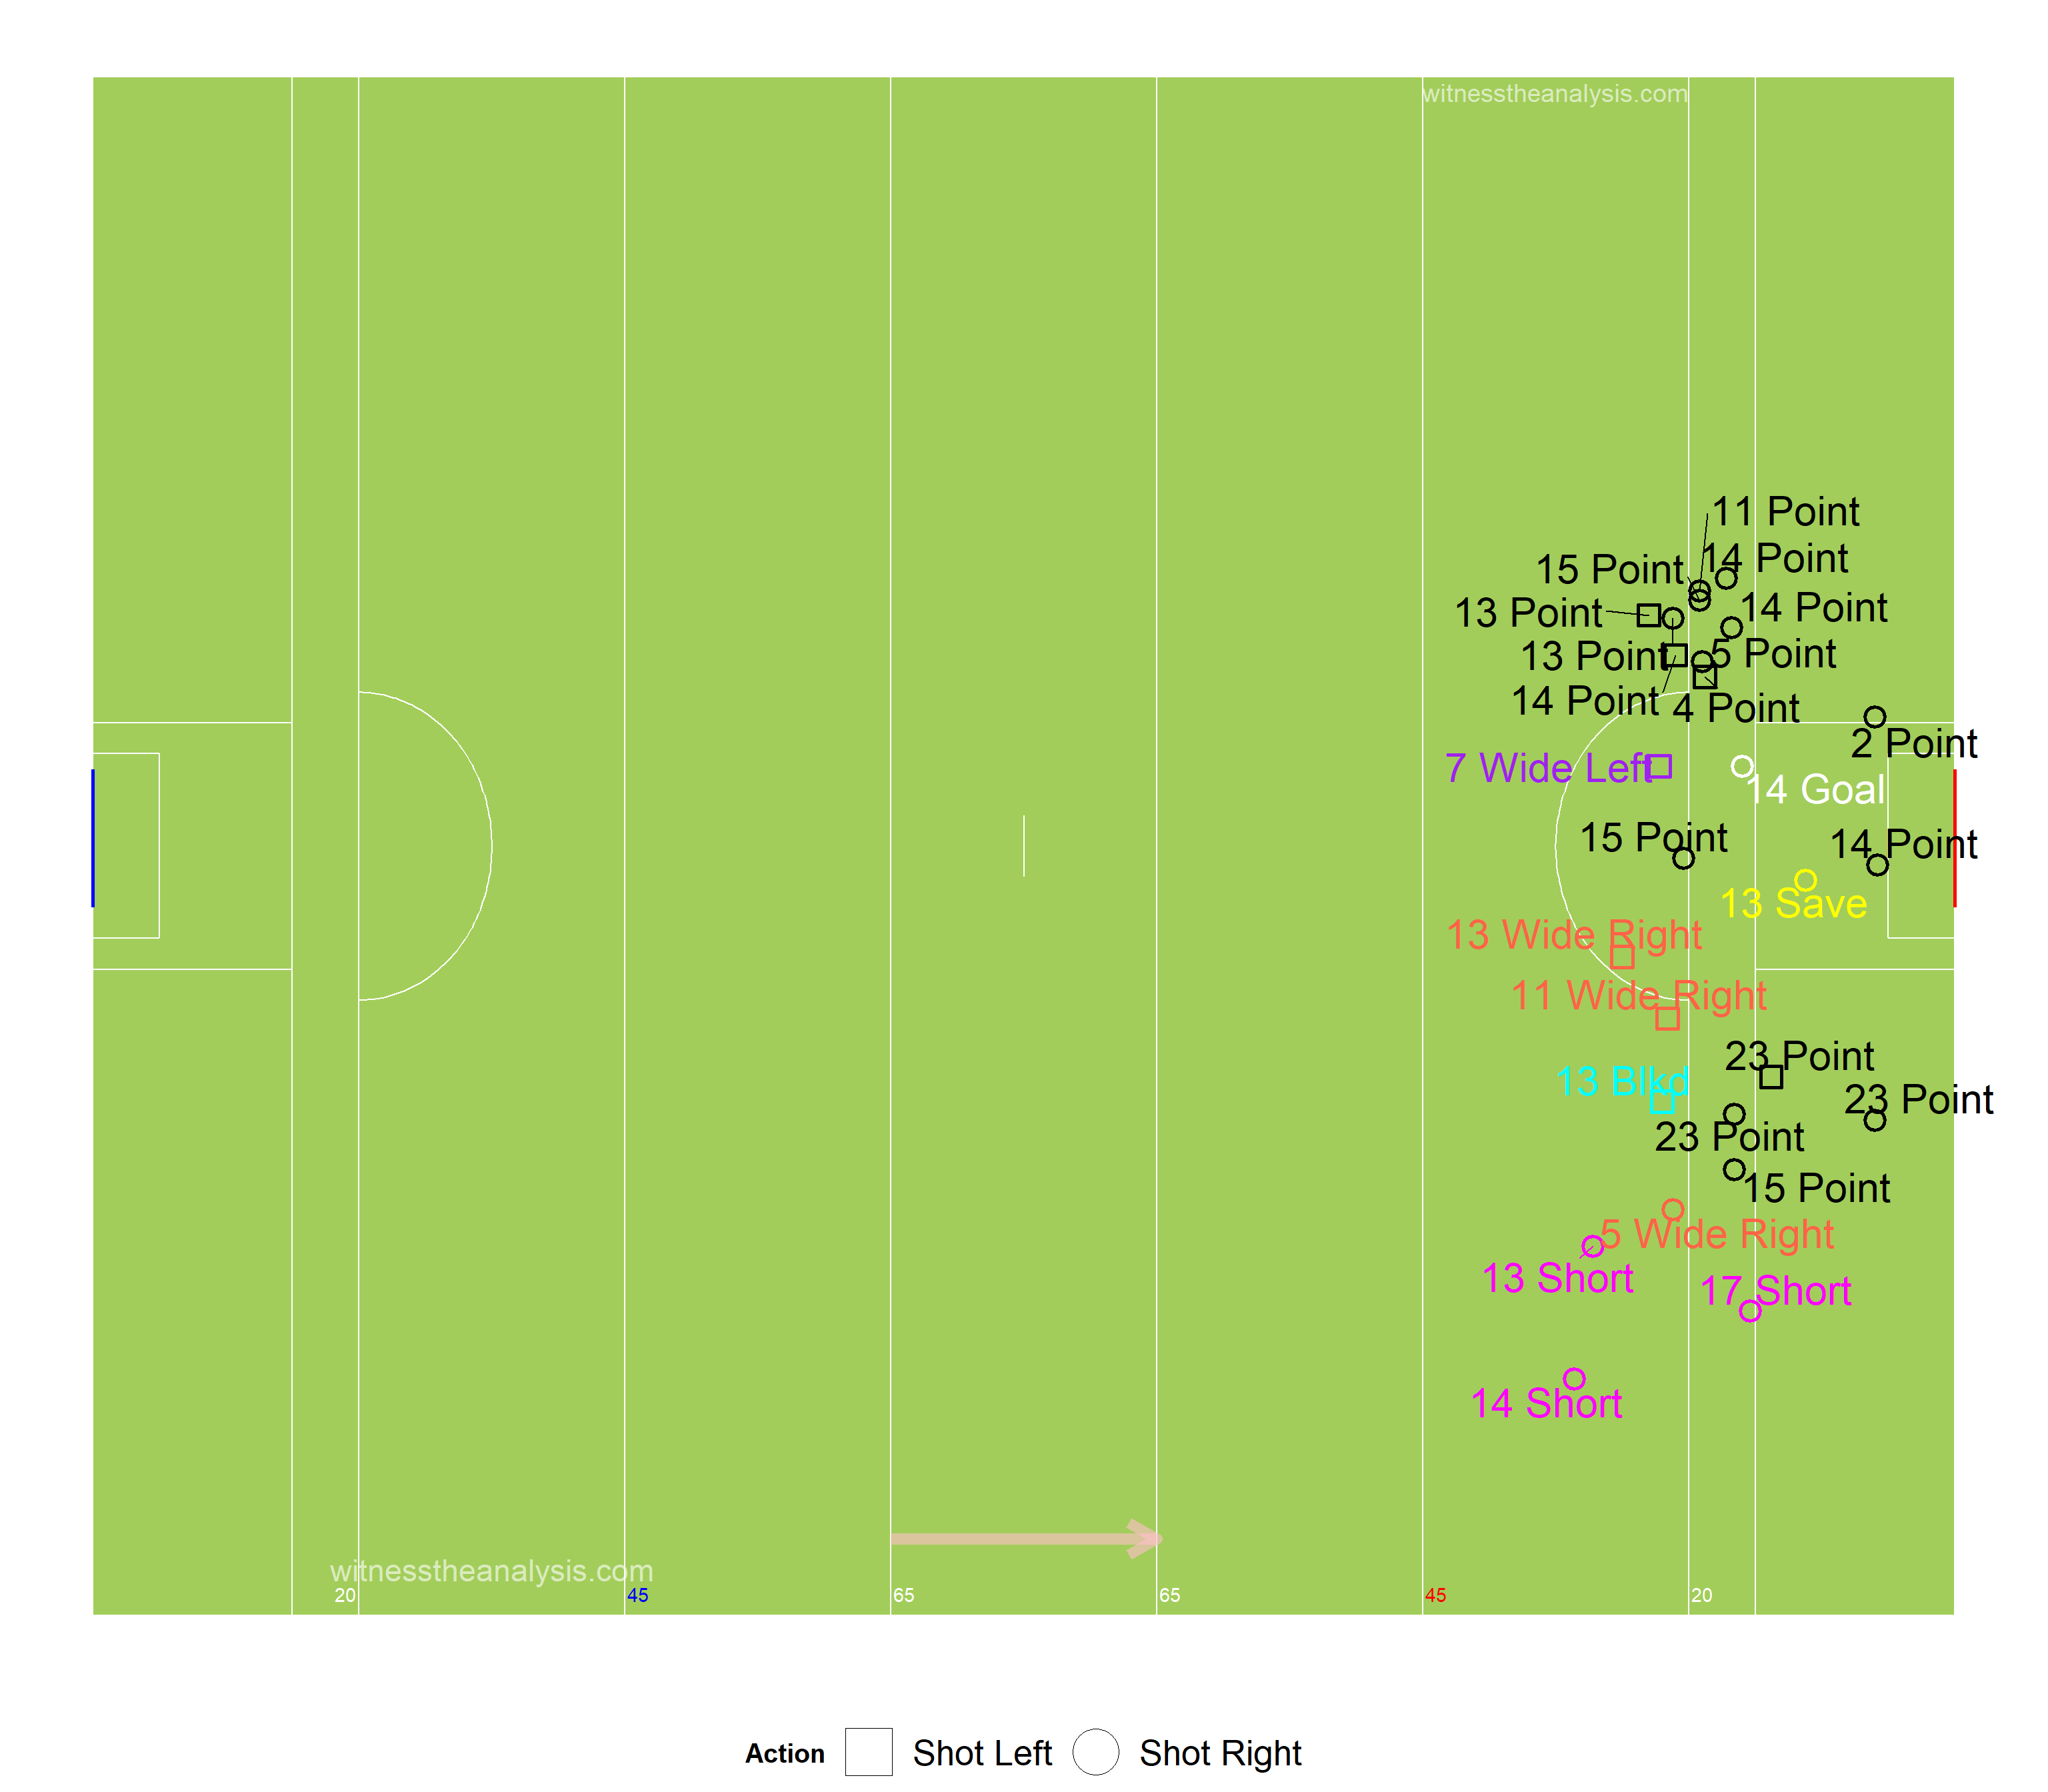 witnesstheanalysis.com
11 Point
14 Point
15 Point
14 Point
13 Point
5 Point
13 Point
14 Point
4 Point
2 Point
7 Wide Left
14 Goal
15 Point
14 Point
13 Save
13 Wide Right
11 Wide Right
23 Point
13 Blkd
23 Point
23 Point
15 Point
5 Wide Right
13 Short
17 Short
14 Short
witnesstheanalysis.com
20 45 65 65 45 20
Action Shot Left Shot Right